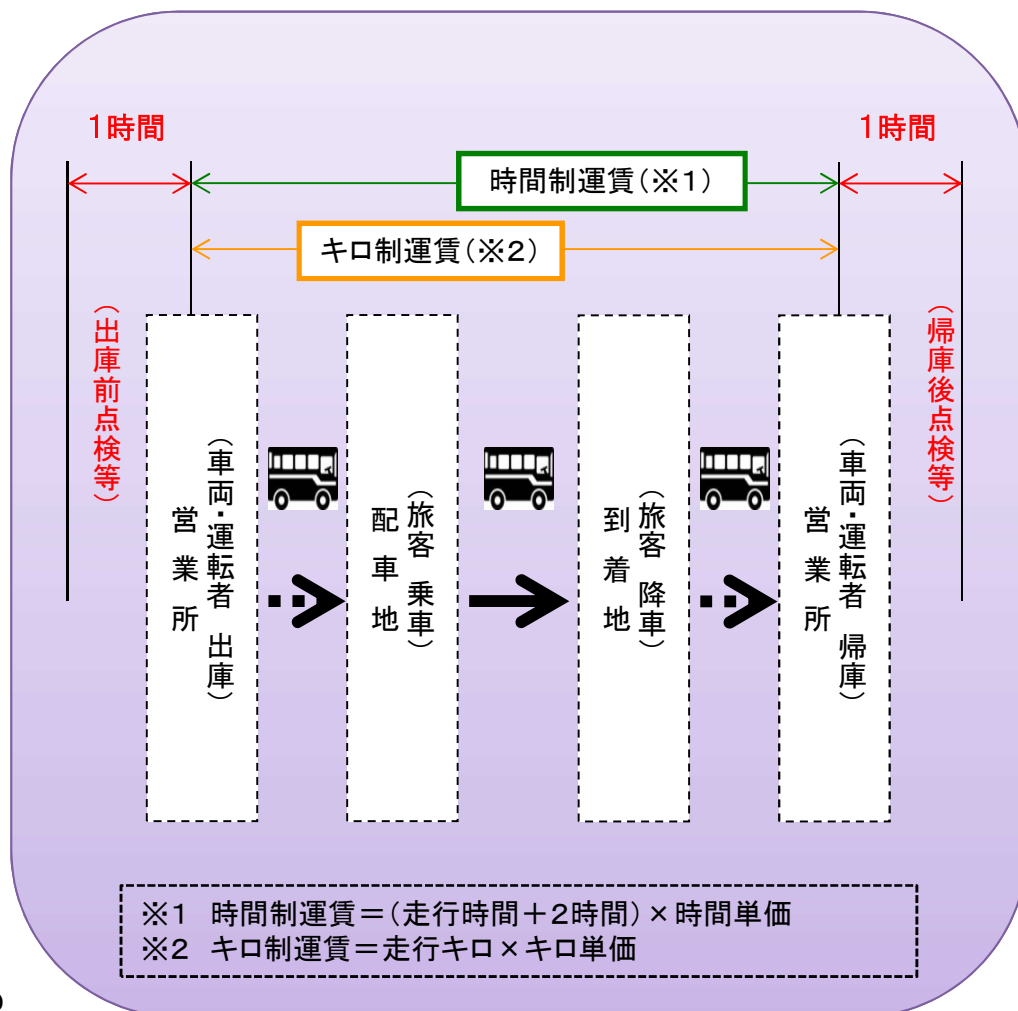 1時間
1時間
時間制運賃(※1)
キロ制運賃(※2)
(出庫前点検等)
(帰庫後点検等)
営業所
(車両・運転者 出庫)
配車地
(旅客 乗車)
到着地
(旅客 降車)
営業所
(車両・運転者 帰庫)
※1 時間制運賃=(走行時間+2時間)×時間単価
※2 キロ制運賃=走行キロ×キロ単価